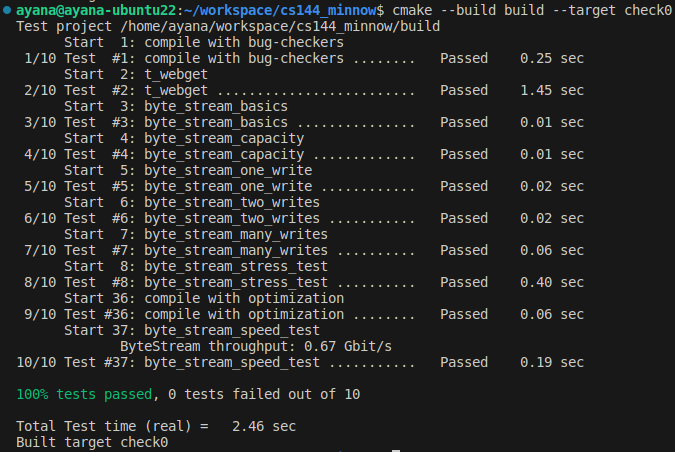 ayana@ayana-ubuntu22:~/workspace/cs144_minnow$ cmake --build build --target check0
Test project /home/ayana/workspace/cs144_minnow/build
      Start  1: compile with bug-checkers
 1/10 Test  #1: compile with bug-checkers ........   Passed    0.25 sec
      Start  2: t_webget
 2/10 Test  #2: t_webget .........................   Passed    1.45 sec
      Start  3: byte_stream_basics
 3/10 Test  #3: byte_stream_basics ...............   Passed    0.01 sec
      Start  4: byte_stream_capacity
 4/10 Test  #4: byte_stream_capacity .............   Passed    0.01 sec
      Start  5: byte_stream_one_write
 5/10 Test  #5: byte_stream_one_write ............   Passed    0.02 sec
      Start  6: byte_stream_two_writes
 6/10 Test  #6: byte_stream_two_writes ...........   Passed    0.02 sec
      Start  7: byte_stream_many_writes
 7/10 Test  #7: byte_stream_many_writes ..........   Passed    0.06 sec
      Start  8: byte_stream_stress_test
 8/10 Test  #8: byte_stream_stress_test ..........   Passed    0.40 sec
      Start 36: compile with optimization
 9/10 Test #36: compile with optimization ........   Passed    0.06 sec
      Start 37: byte_stream_speed_test
             ByteStream throughput: 0.67 Gbit/s
10/10 Test #37: byte_stream_speed_test ...........   Passed    0.19 sec

100% tests passed, 0 tests failed out of 10

Total Test time (real) =   2.46 sec
Built target check0